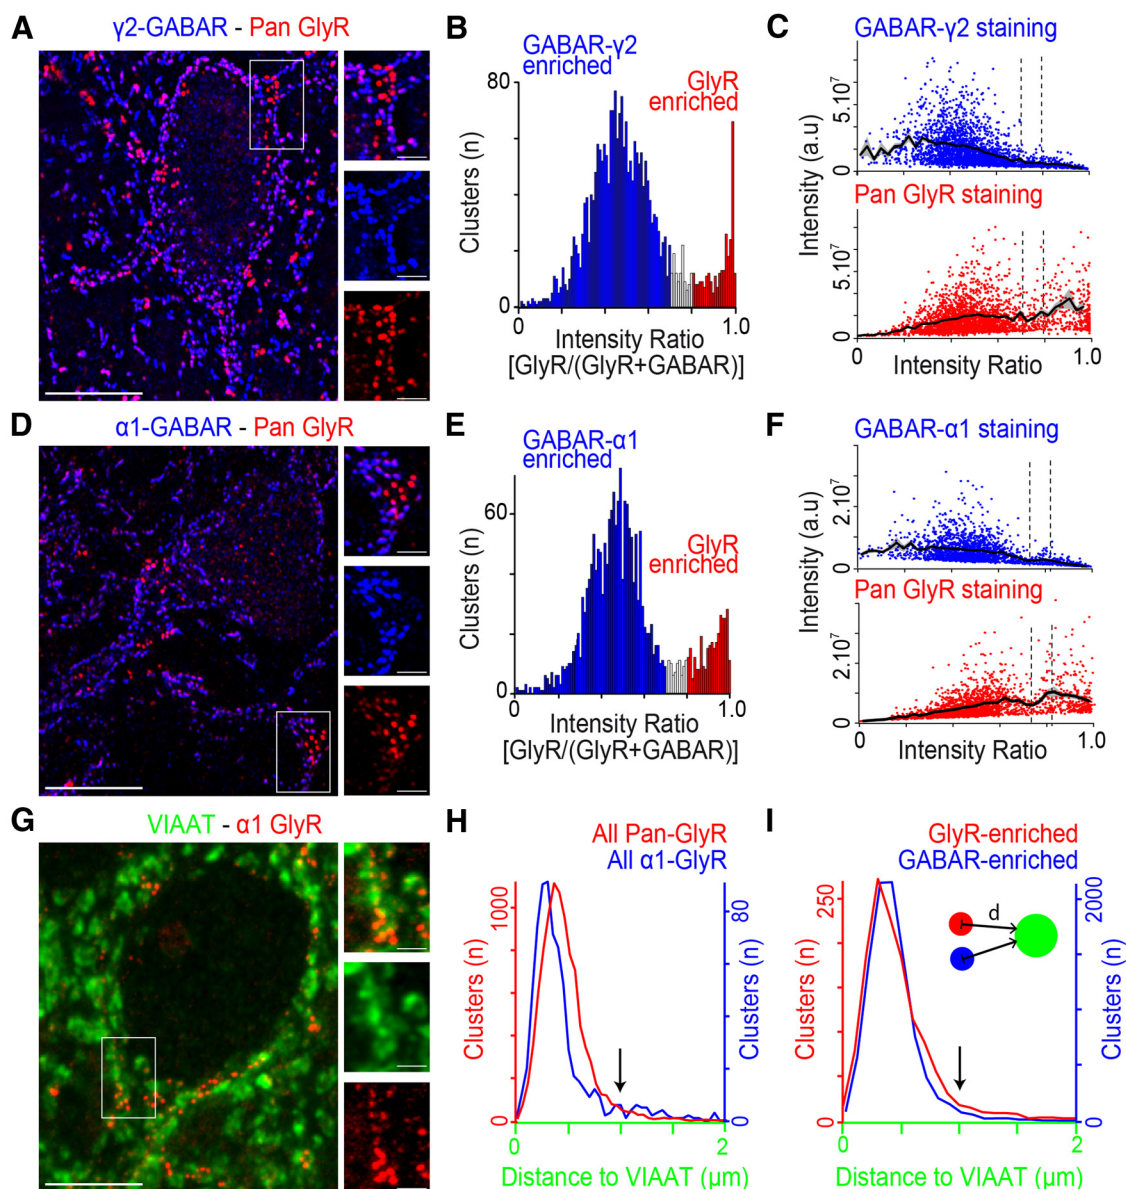 A
γ2-GABAR - Pan GlyR
B
GABAR-γ2
enriched
GlyR
enriched
80
0
Clusters (n)
0
1.0
Intensity Ratio
[GlyR/(GlyR+GABAR)]
C
GABAR-γ2 staining
5.10⁷
0
Pan GlyR staining
5.10⁷
0
Intensity (a.u)
0
1.0
Intensity Ratio
D
α1-GABAR - Pan GlyR
E
GABAR-α1
enriched
GlyR
enriched
60
0
Clusters (n)
0
1.0
Intensity Ratio
[GlyR/(GlyR+GABAR)]
F
GABAR-α1 staining
2.10⁷
0
Pan GlyR staining
2.10⁷
0
Intensity (a.u)
0
1.0
Intensity Ratio
G
VIAAT - α1 GlyR
H
All Pan-GlyR
All α1-GlyR
1000
0
Clusters (n)
80
0
Clusters (n)
0
2
Distance to VIAAT (µm)
I
GlyR-enriched
GABAR-enriched
250
0
Clusters (n)
d
2000
0
Clusters (n)
0
2
Distance to VIAAT (µm)